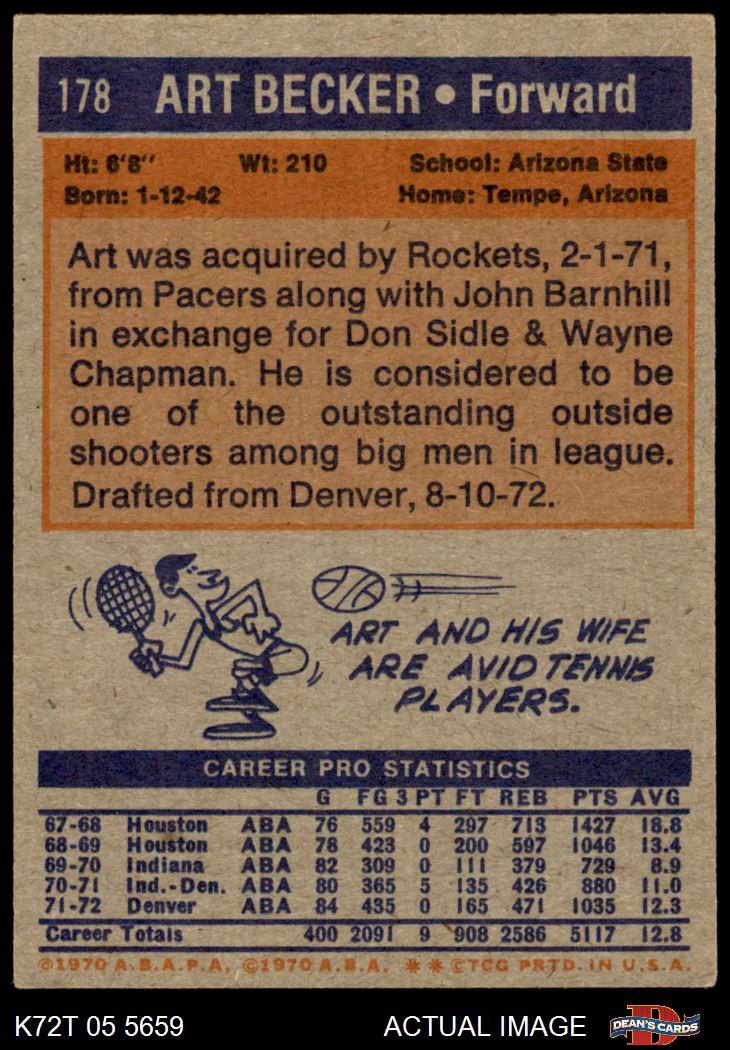 178 ART BECKER • Forward
Ht: 6'8" Wt: 210 School: Arizona State
Born: 1-12-42 Home: Tempe, Arizona
Art was acquired by Rockets, 2-1-71,
from Pacers along with John Barnhill
in exchange for Don Sidle & Wayne
Chapman. He is considered to be
one of the outstanding outside
shooters among big men in league.
Drafted from Denver, 8-10-72.
ART AND HIS WIFE
ARE AVID TENNIS
PLAYERS.
CAREER PRO STATISTICS
G FG 3 PT FT REB PTS AVG
67-68 Houston ABA 76 559 4 297 713 1427 18.8
68-69 Houston ABA 78 423 0 200 597 1046 13.4
69-70 Indiana ABA 82 309 0 111 379 729 8.9
70-71 Ind.-Den. ABA 80 365 5 135 426 880 11.0
71-72 Denver ABA 84 435 0 165 471 1035 12.3
Career Totals 400 2091 9 908 2586 5117 12.8
©1970 A.B.A.P.A, ©1970 A.B.A. ** ©TCG PRTD. IN U.S.A.
K72T 05 5659 ACTUAL IMAGE D DEAN'S CARDS